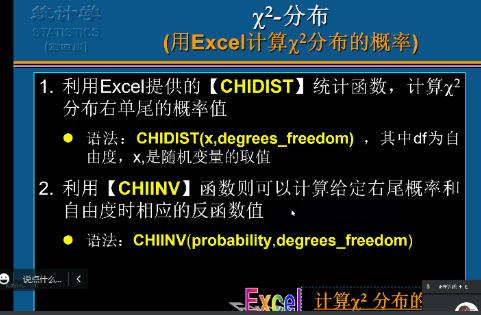 统计学
STATISTICS
(第四版)
χ²-分布
(用Excel计算χ²分布的概率)
1. 利用Excel提供的【CHIDIST】统计函数，计算χ²
分布右单尾的概率值
● 语法：CHIDIST(x,degrees_freedom) ，其中df为自
由度，x,是随机变量的取值
2. 利用【CHIINV】函数则可以计算给定右尾概率和
自由度时相应的反函数值
● 语法：CHIINV(probability,degrees_freedom)
说点什么...
Excel
计算χ² 分布的